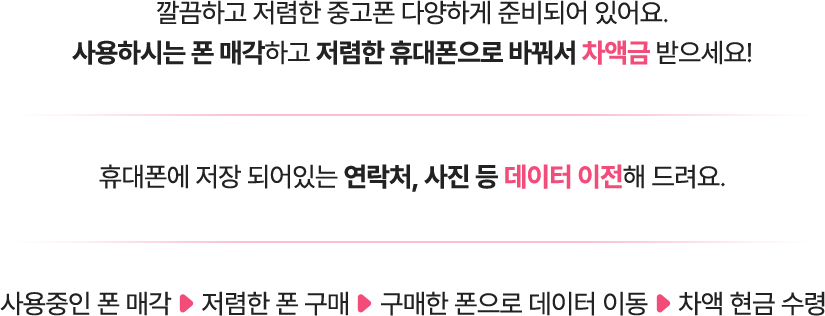 깔끔하고 저렴한 중고폰 다양하게 준비되어 있어요.
사용하시는 폰 매각하고 저렴한 휴대폰으로 바꿔서 차액금 받으세요!
휴대폰에 저장 되어있는 연락처, 사진 등 데이터 이전해 드려요.
사용중인 폰 매각 ▶ 저렴한 폰 구매 ▶ 구매한 폰으로 데이터 이동 ▶ 차액 현금 수령